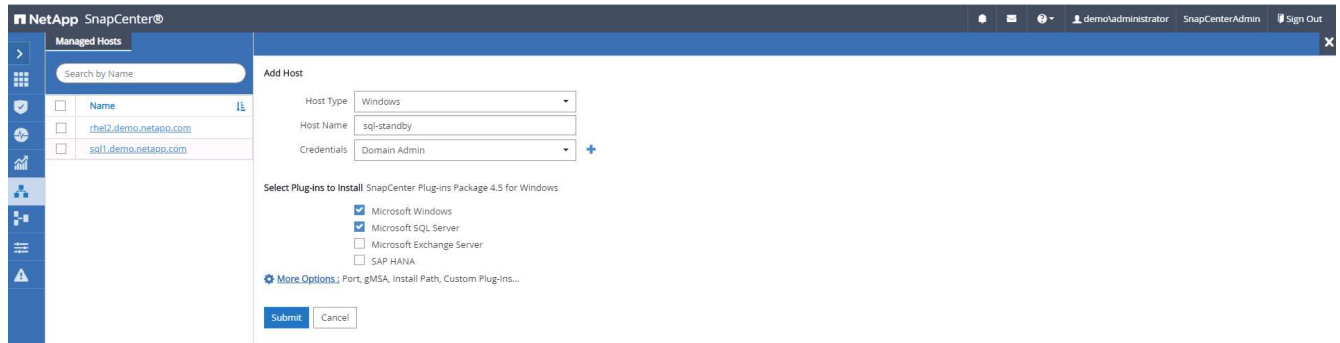 NetApp SnapCenter® demo\administrator SnapCenterAdmin Sign Out
Managed Hosts
Search by Name
Name
rhel2.demo.netapp.com
sql1.demo.netapp.com
Add Host
Host Type Windows
Host Name sql-standby
Credentials Domain Admin
Select Plug-ins to Install SnapCenter Plug-ins Package 4.5 for Windows
Microsoft Windows
Microsoft SQL Server
Microsoft Exchange Server
SAP HANA
More Options : Port, gMSA, Install Path, Custom Plug-Ins...
Submit Cancel